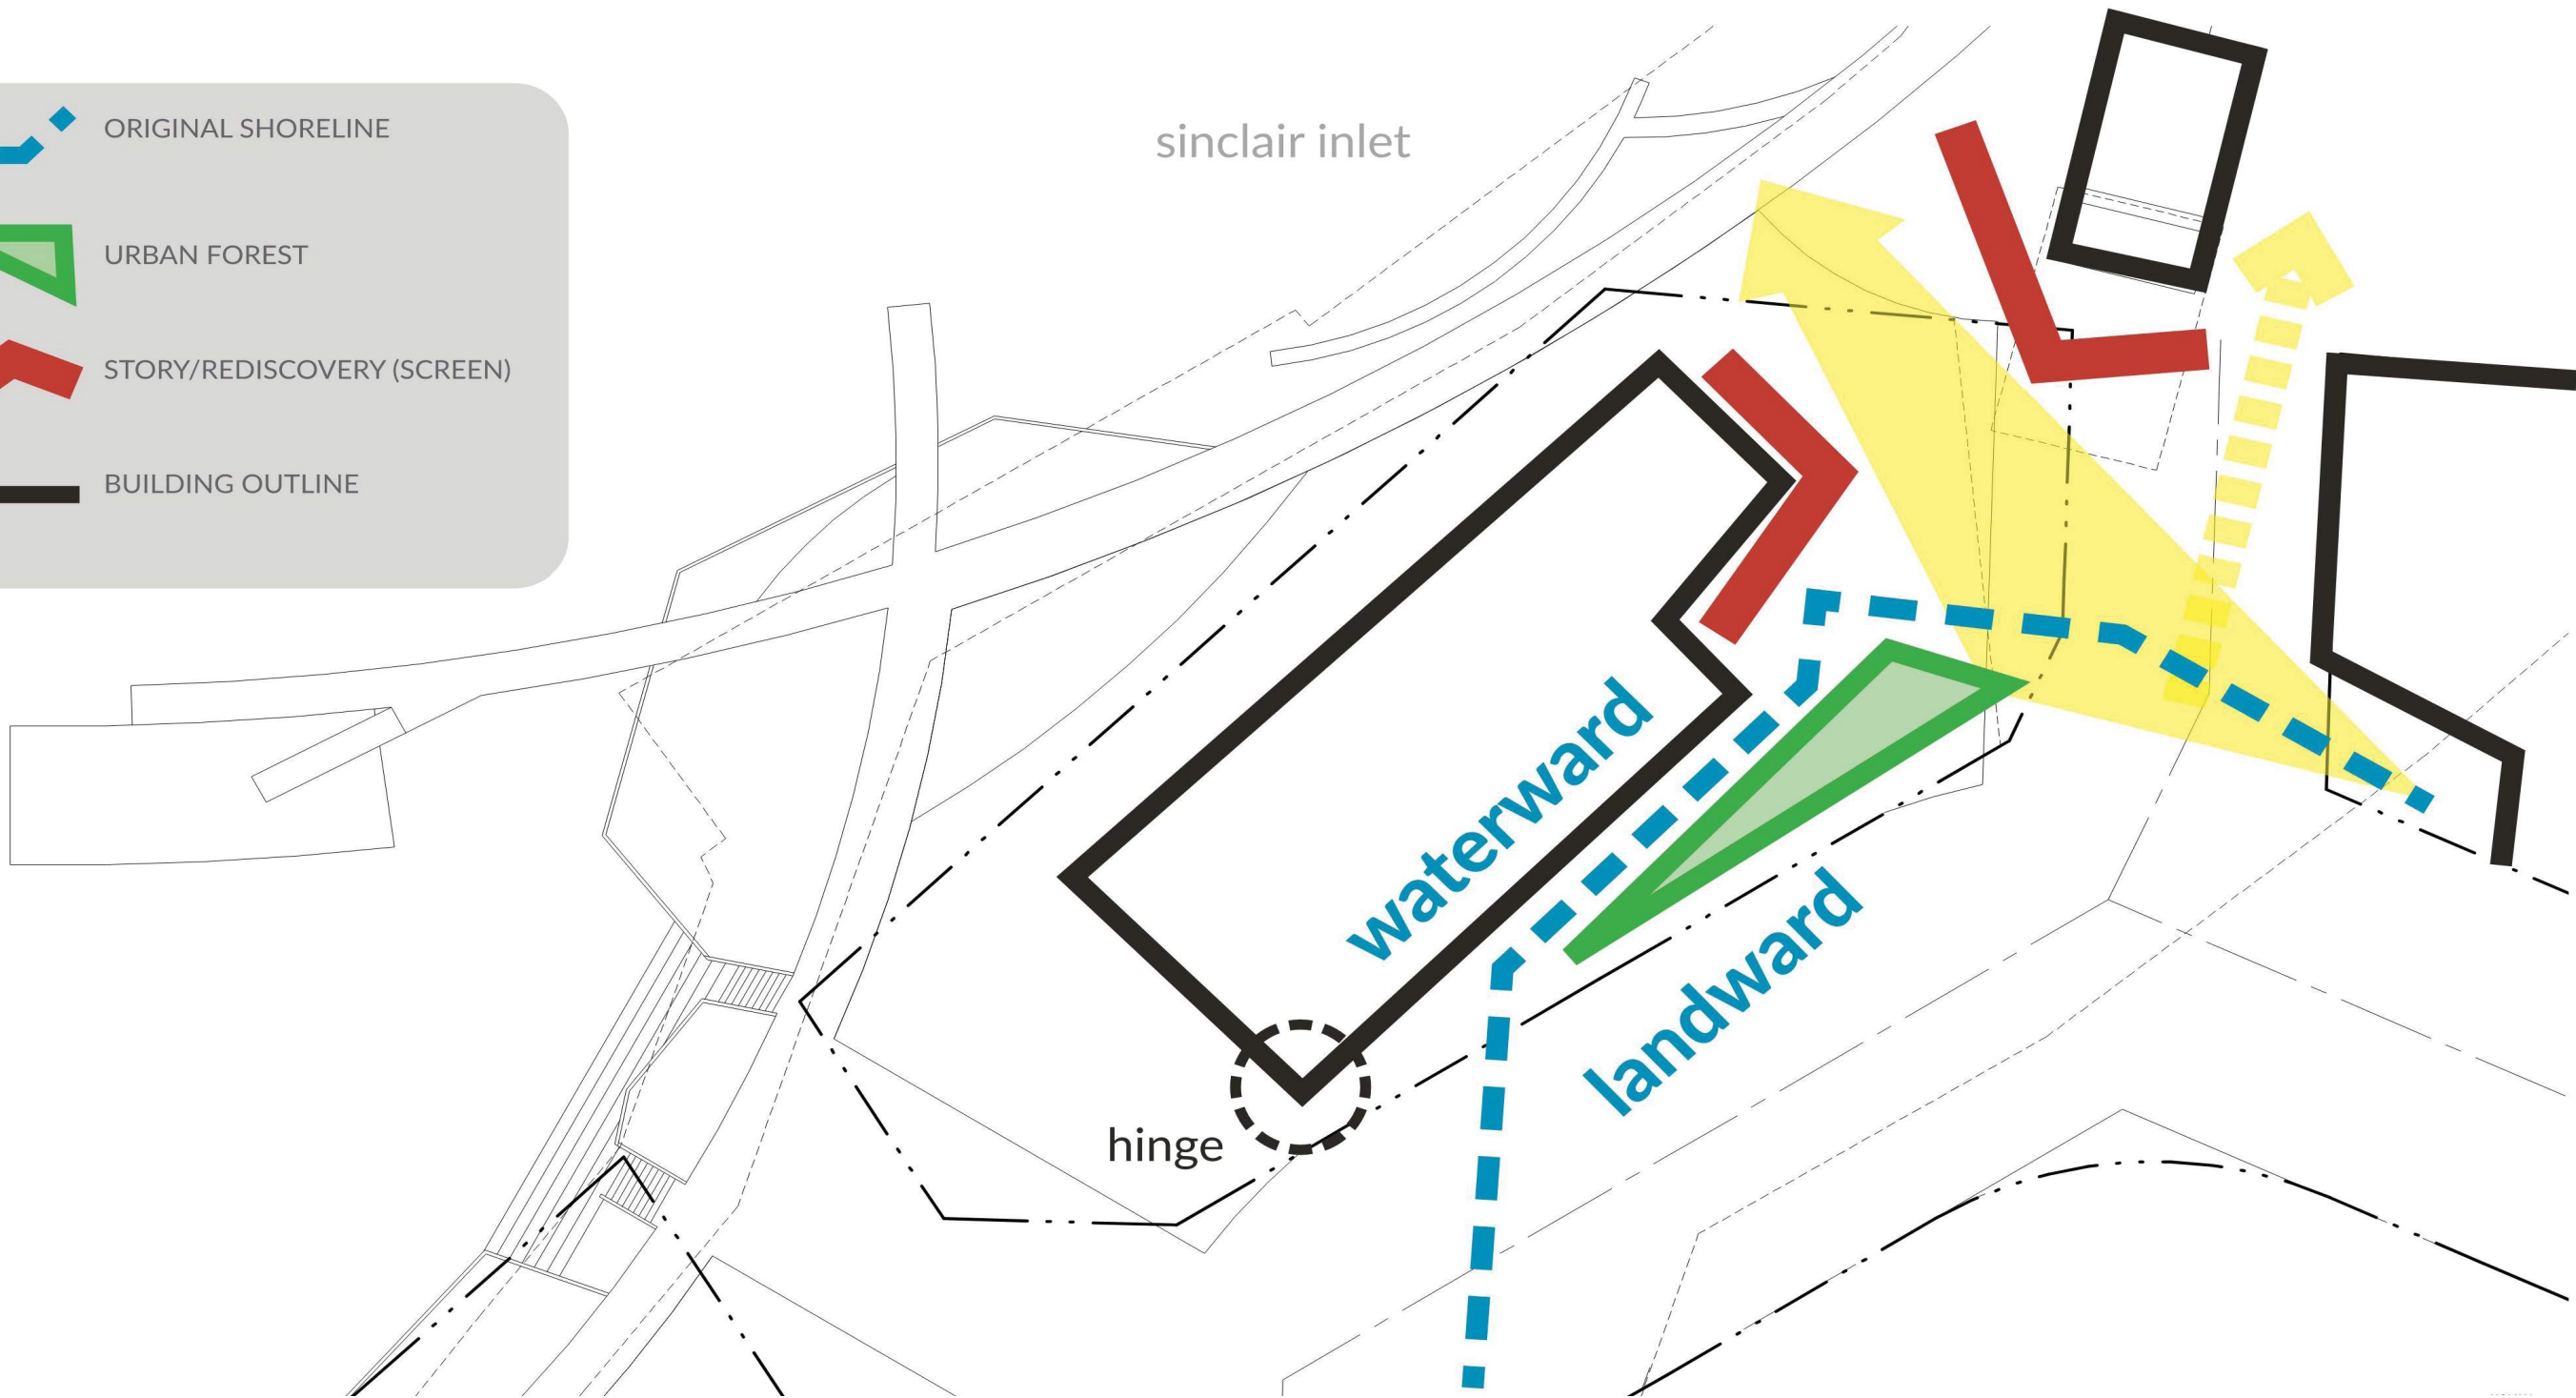 ORIGINAL SHORELINE
URBAN FOREST
STORY/REDISCOVERY (SCREEN)
BUILDING OUTLINE
sinclair inlet
waterward
landward
hinge